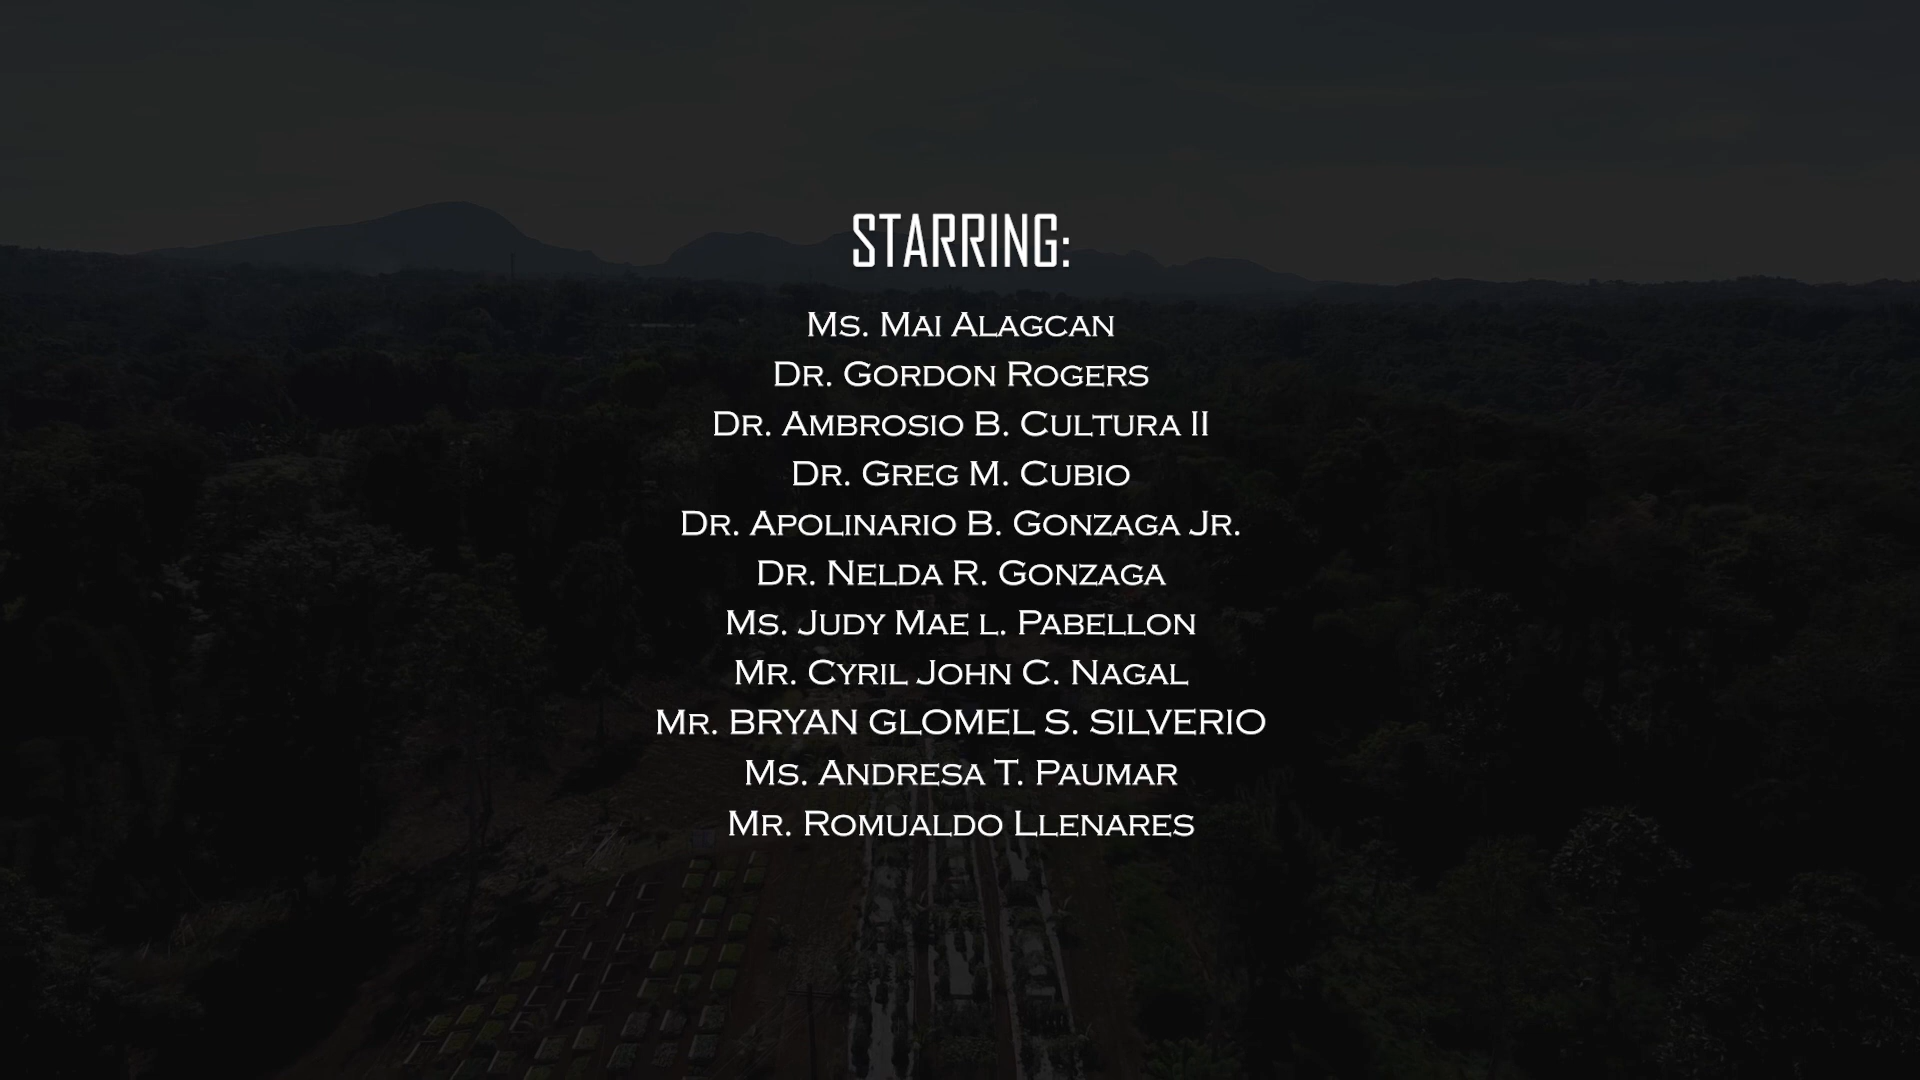 STARRING:
Ms. Mai Alagcan
Dr. Gordon Rogers
Dr. Ambrosio B. Cultura II
Dr. Greg M. Cubio
Dr. Apolinario B. Gonzaga Jr.
Dr. Nelda R. Gonzaga
Ms. Judy Mae l. Pabellon
Mr. Cyril John C. Nagal
Mr. BRYAN GLOMEL S. SILVERIO
Ms. Andresa T. Paumar
Mr. Romualdo Llenares